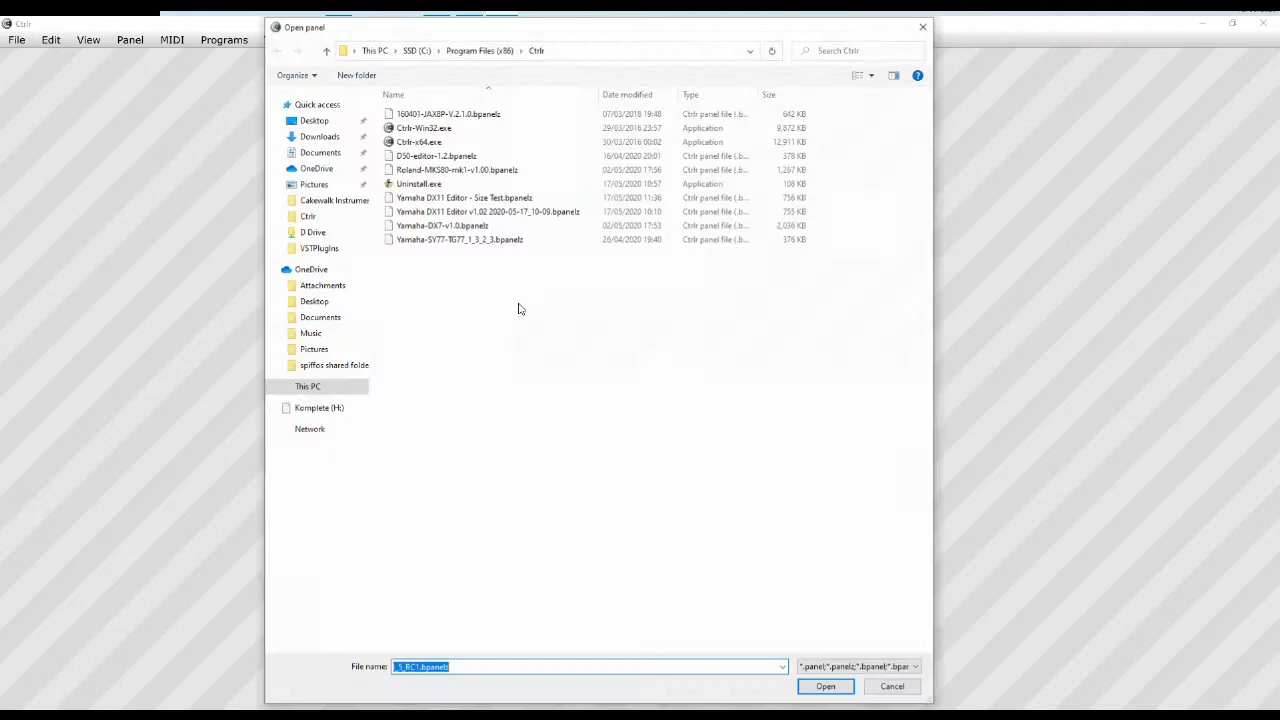 Ctrlr
File Edit View Panel MIDI Programs
Open panel
This PC > SSD (C:) > Program Files (x86) > Ctrlr
Search Ctrlr
Organize
New folder
Name Date modified Type Size
160401-JAX8P-V.2.1.0.bpanelz 07/03/2018 19:48 Ctrlr panel file (.b... 642 KB
Ctrlr-Win32.exe 29/03/2016 23:57 Application 9,872 KB
Ctrlr-x64.exe 30/03/2016 00:02 Application 12,911 KB
D50-editor-1.2.bpanelz 16/04/2020 20:01 Ctrlr panel file (.b... 378 KB
Roland-MKS80-mk1-v1.00.bpanelz 02/05/2020 17:56 Ctrlr panel file (.b... 1,267 KB
Uninstall.exe 17/05/2020 10:57 Application 108 KB
Yamaha DX11 Editor - Size Test.bpanelz 17/05/2020 11:36 Ctrlr panel file (.b... 756 KB
Yamaha DX11 Editor v1.02 2020-05-17_10-09.bpanelz 17/05/2020 10:10 Ctrlr panel file (.b... 755 KB
Yamaha-DX7-v1.0.bpanelz 02/05/2020 17:53 Ctrlr panel file (.b... 2,036 KB
Yamaha-SY77-TG77_1_3_2_3.bpanelz 26/04/2020 19:40 Ctrlr panel file (.b... 376 KB
Quick access
Desktop
Downloads
Documents
OneDrive
Pictures
Cakewalk Instrumer
Ctrlr
D Drive
VSTPlugIns
OneDrive
Attachments
Desktop
Documents
Music
Pictures
spiffos shared folde
This PC
Komplete (H:)
Network
File name: _5_RC1.bpanelz
*.panel;*.panelz;*.bpanel;*.bpar
Open
Cancel